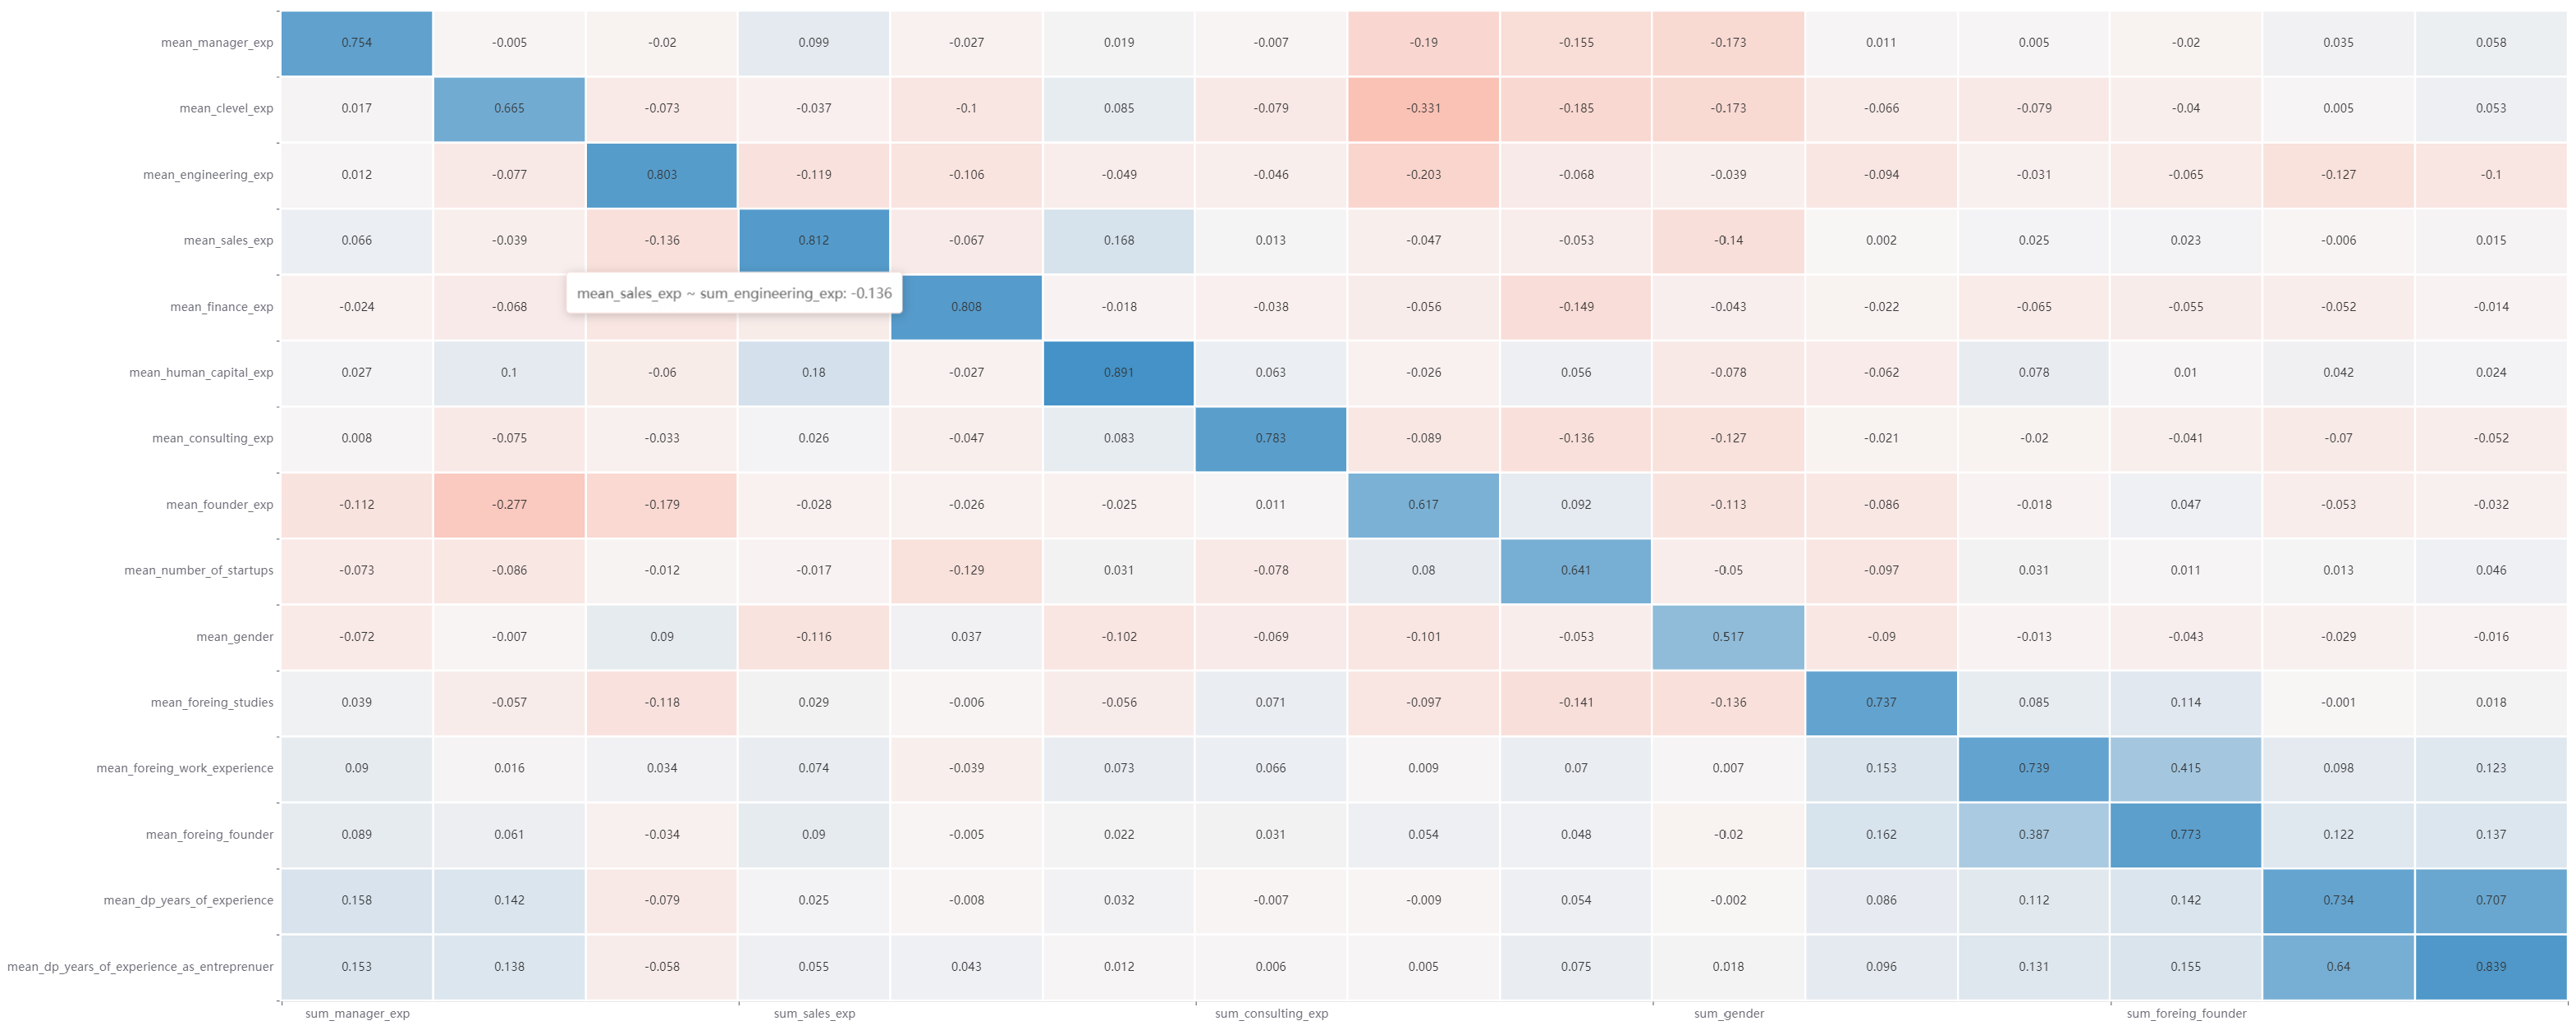 mean_manager_exp 0.754 -0.005 -0.02 0.099 -0.027 0.019 -0.007 -0.19 -0.155 -0.173 0.011 0.005 -0.02 0.035 0.058
mean_clevel_exp 0.017 0.665 -0.073 -0.037 -0.1 0.085 -0.079 -0.331 -0.185 -0.173 -0.066 -0.079 -0.04 0.005 0.053
mean_engineering_exp 0.012 -0.077 0.803 -0.119 -0.106 -0.049 -0.046 -0.203 -0.068 -0.039 -0.094 -0.031 -0.065 -0.127 -0.1
mean_sales_exp 0.066 -0.039 -0.136 0.812 -0.067 0.168 0.013 -0.047 -0.053 -0.14 0.002 0.025 0.023 -0.006 0.015
mean_sales_exp ~ sum_engineering_exp: -0.136
mean_finance_exp -0.024 -0.068 0.808 -0.018 -0.038 -0.056 -0.149 -0.043 -0.022 -0.065 -0.055 -0.052 -0.014
mean_human_capital_exp 0.027 0.1 -0.06 0.18 -0.027 0.891 0.063 -0.026 0.056 -0.078 -0.062 0.078 0.01 0.042 0.024
mean_consulting_exp 0.008 -0.075 -0.033 0.026 -0.047 0.083 0.783 -0.089 -0.136 -0.127 -0.021 -0.02 -0.041 -0.07 -0.052
mean_founder_exp -0.112 -0.277 -0.179 -0.028 -0.026 -0.025 0.011 0.617 0.092 -0.113 -0.086 -0.018 0.047 -0.053 -0.032
mean_number_of_startups -0.073 -0.086 -0.012 -0.017 -0.129 0.031 -0.078 0.08 0.641 -0.05 -0.097 0.031 0.011 0.013 0.046
mean_gender -0.072 -0.007 0.09 -0.116 0.037 -0.102 -0.069 -0.101 -0.053 0.517 -0.09 -0.013 -0.043 -0.029 -0.016
mean_foreing_studies 0.039 -0.057 -0.118 0.029 -0.006 -0.056 0.071 -0.097 -0.141 -0.136 0.737 0.085 0.114 -0.001 0.018
mean_foreing_work_experience 0.09 0.016 0.034 0.074 -0.039 0.073 0.066 0.009 0.07 0.007 0.153 0.739 0.415 0.098 0.123
mean_foreing_founder 0.089 0.061 -0.034 0.09 -0.005 0.022 0.031 0.054 0.048 -0.02 0.162 0.387 0.773 0.122 0.137
mean_dp_years_of_experience 0.158 0.142 -0.079 0.025 -0.008 0.032 -0.007 -0.009 0.054 -0.002 0.086 0.112 0.142 0.734 0.707
mean_dp_years_of_experience_as_entreprenuer 0.153 0.138 -0.058 0.055 0.043 0.012 0.006 0.005 0.075 0.018 0.096 0.131 0.155 0.64 0.839
sum_manager_exp sum_sales_exp sum_consulting_exp sum_gender sum_foreing_founder